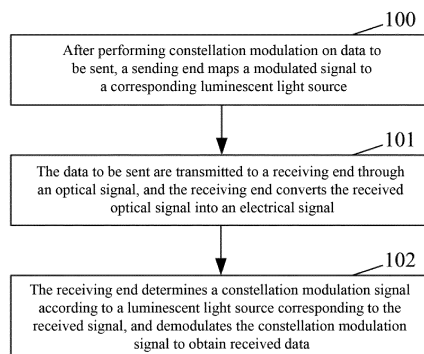 100
After performing constellation modulation on data to
be sent, a sending end maps a modulated signal to
a corresponding luminescent light source
101
The data to be sent are transmitted to a receiving end through
an optical signal, and the receiving end converts the received
optical signal into an electrical signal
102
The receiving end determines a constellation modulation signal
according to a luminescent light source corresponding to the
received signal, and demodulates the constellation modulation
signal to obtain received data